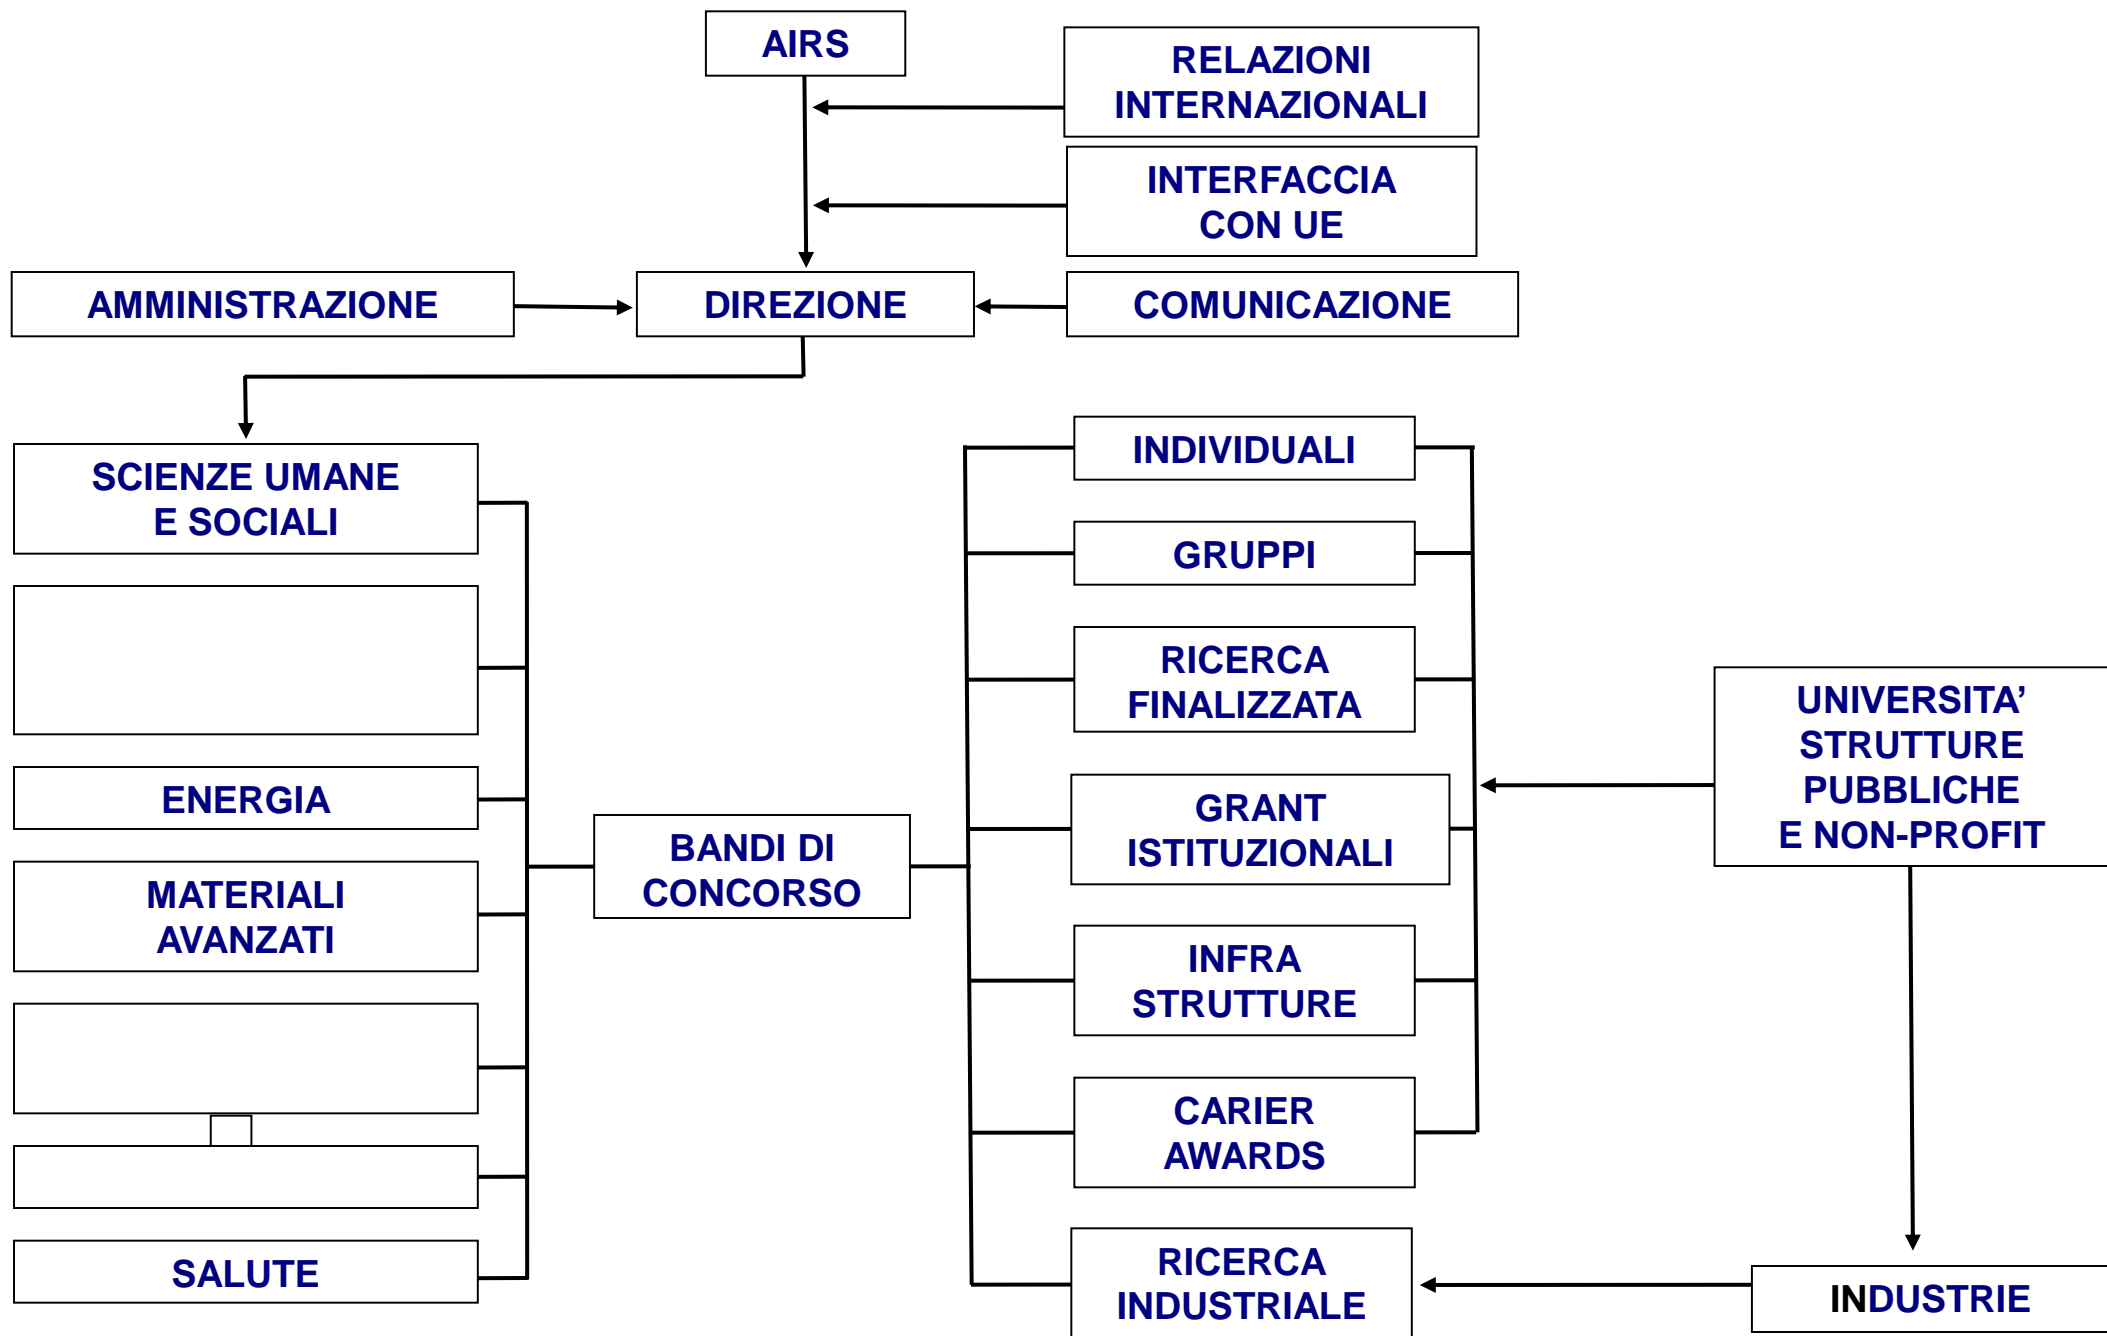 AIRS
RELAZIONI
INTERNAZIONALI
INTERFACCIA
CON UE
AMMINISTRAZIONE
DIREZIONE
COMUNICAZIONE
SCIENZE UMANE
E SOCIALI
ENERGIA
MATERIALI
AVANZATI
SALUTE
BANDI DI
CONCORSO
INDIVIDUALI
GRUPPI
RICERCA
FINALIZZATA
GRANT
ISTITUZIONALI
INFRA
STRUTTURE
CARIER
AWARDS
RICERCA
INDUSTRIALE
UNIVERSITA’
STRUTTURE
PUBBLICHE
E NON-PROFIT
INDUSTRIE